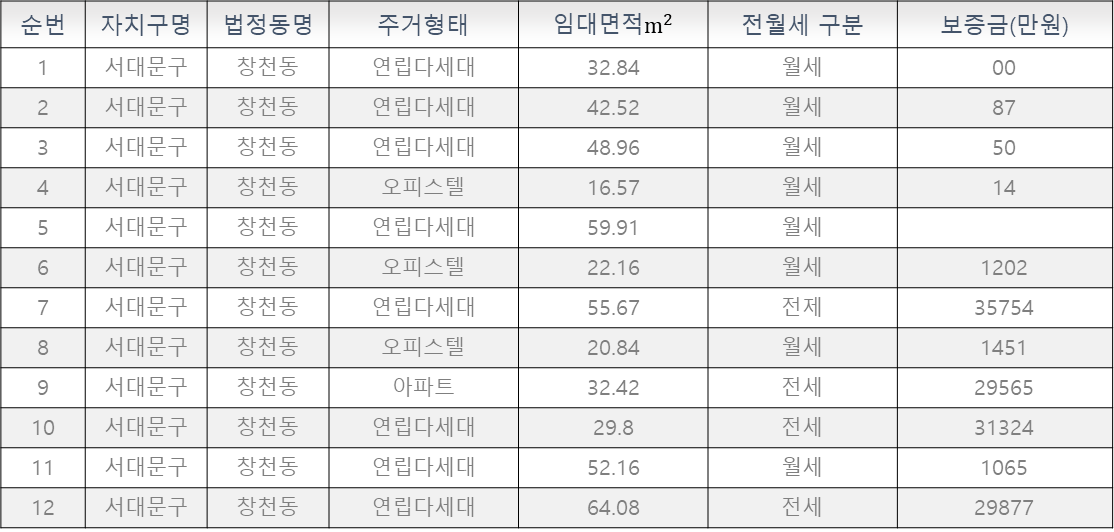 순번 자치구명 법정동명 주거형태 임대면적m² 전월세 구분 보증금(만원)
1 서대문구 창천동 연립다세대 32.84 월세 00
2 서대문구 창천동 연립다세대 42.52 월세 87
3 서대문구 창천동 연립다세대 48.96 월세 50
4 서대문구 창천동 오피스텔 16.57 월세 14
5 서대문구 창천동 연립다세대 59.91 월세
6 서대문구 창천동 오피스텔 22.16 월세 1202
7 서대문구 창천동 연립다세대 55.67 전제 35754
8 서대문구 창천동 오피스텔 20.84 월세 1451
9 서대문구 창천동 아파트 32.42 전세 29565
10 서대문구 창천동 연립다세대 29.8 전세 31324
11 서대문구 창천동 연립다세대 52.16 월세 1065
12 서대문구 창천동 연립다세대 64.08 전세 29877